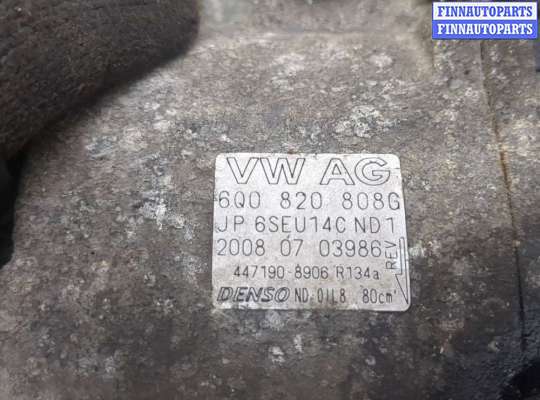 FINNAUTOPARTS
FINNAUTOPARTS
VW AG
6Q0 820 808G
JP 6SEU14C ND1
2008 07 03986
REV
447190-8906 R134a
DENSO ND-OIL8 80cm³